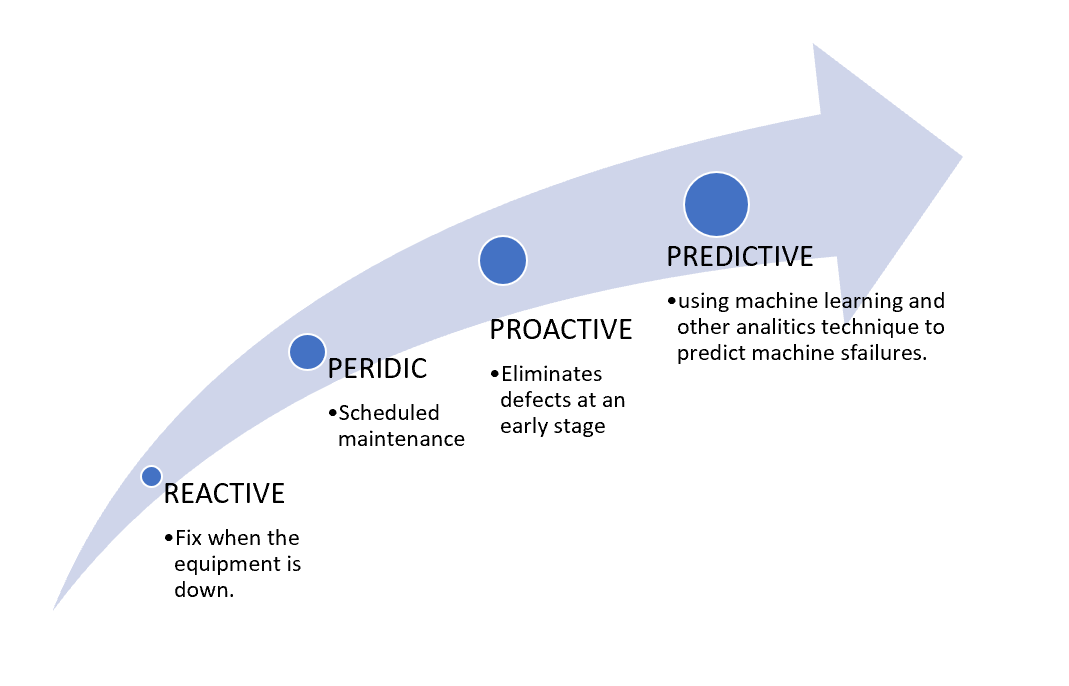 REACTIVE
•Fix when the
equipment is
down.
PERIDIC
•Scheduled
maintenance
PROACTIVE
•Eliminates
defects at an
early stage
PREDICTIVE
•using machine learning and
other analitics technique to
predict machine sfailures.